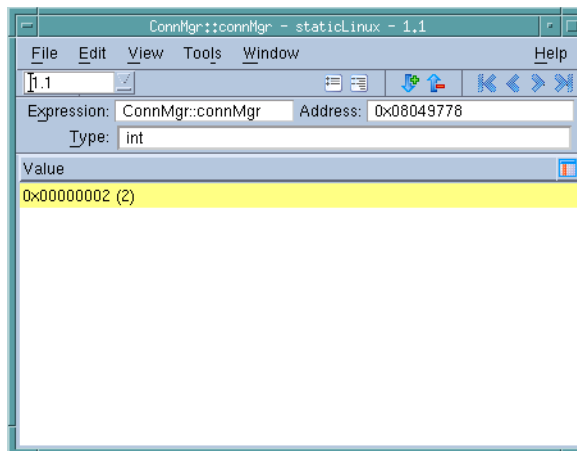 ConnMgr::connMgr - staticLinux - 1.1
File Edit View Tools Window Help
1.1
Expression: ConnMgr::connMgr Address: 0x08049778
Type: int
Value
0x00000002 (2)